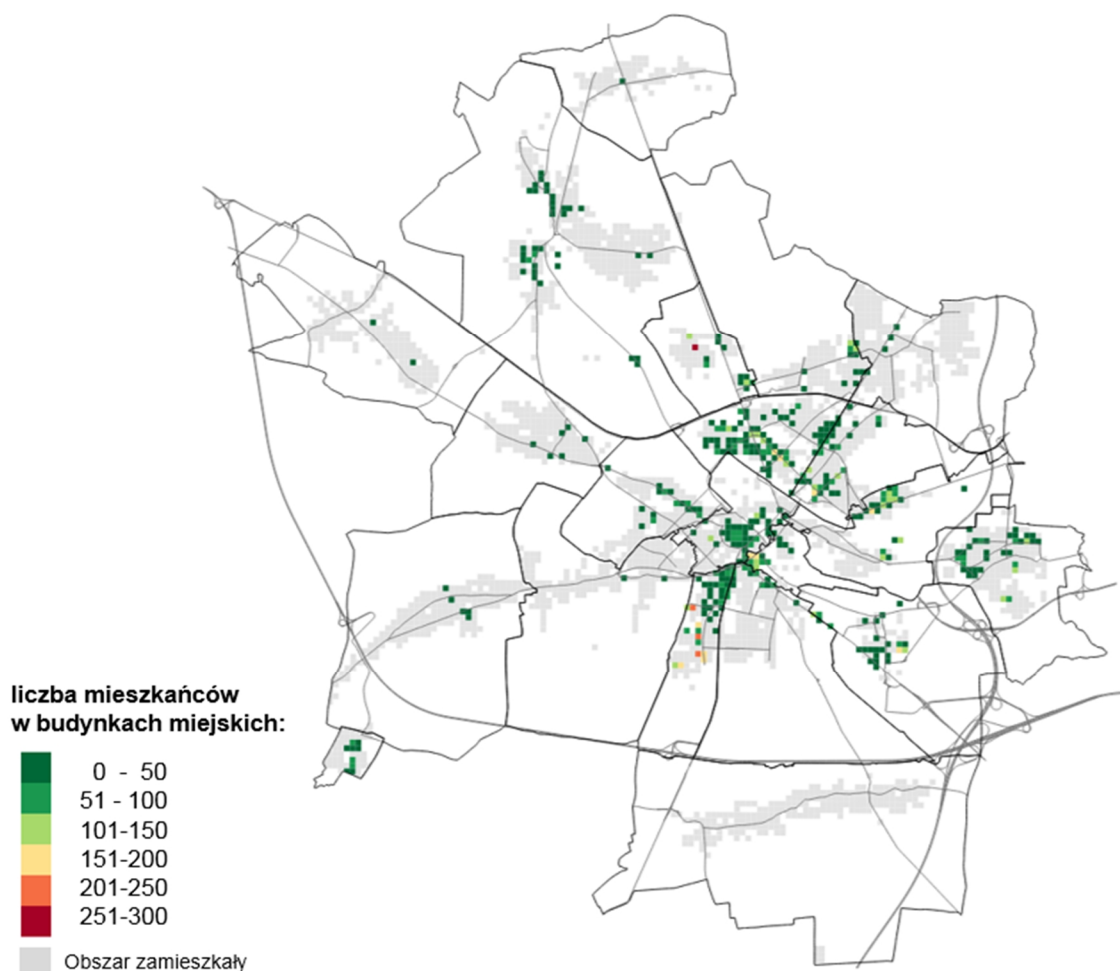 liczba mieszkańców
w budynkach miejskich:
0 - 50
51 - 100
101-150
151-200
201-250
251-300
Obszar zamieszkały